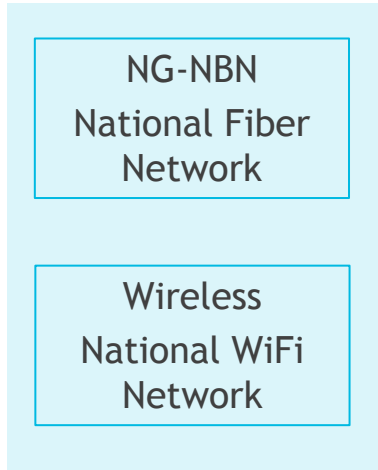 NG-NBN
National Fiber
Network
Wireless
National WiFi
Network